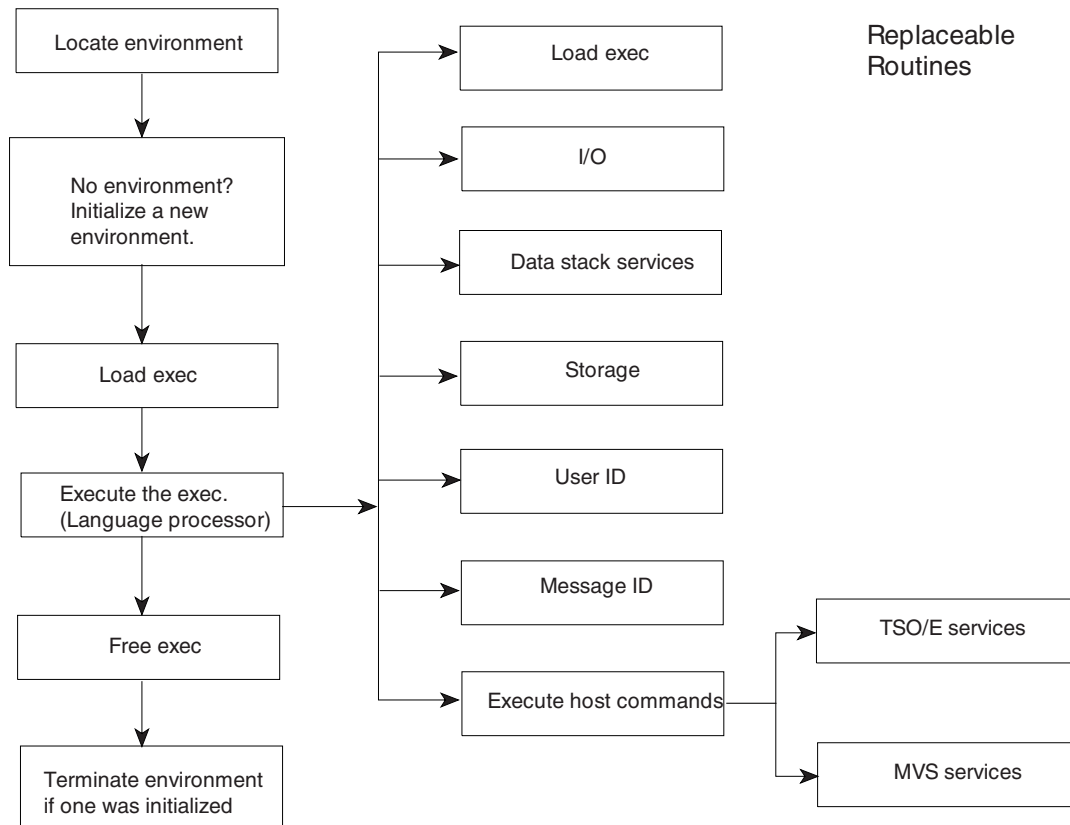 Locate environment
No environment?
Initialize a new
environment.
Load exec
Execute the exec.
(Language processor)
Free exec
Terminate environment
if one was initialized
Load exec
I/O
Data stack services
Storage
User ID
Message ID
Execute host commands
Replaceable
Routines
TSO/E services
MVS services